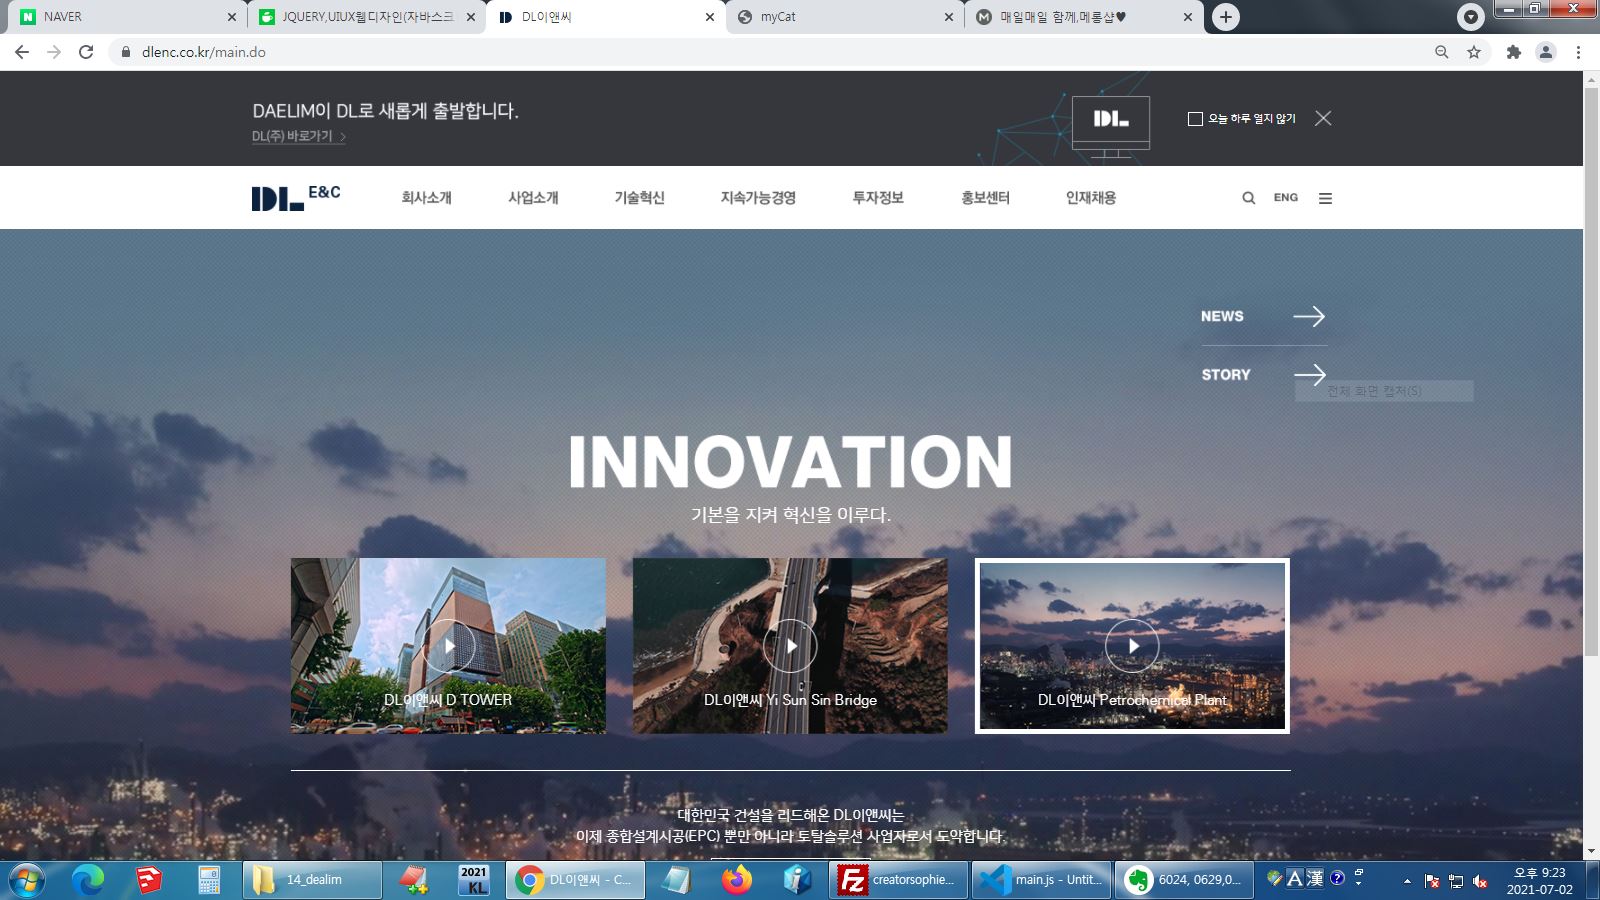 NAVER
JQUERY,UIUX웹디자인(자바스크
DL이앤씨
myCat
매일매일 함께,메롱샵♥
dlenc.co.kr/main.do
DAELIM이 DL로 새롭게 출발합니다.
DL(주) 바로가기
DL
오늘 하루 열지 않기
DL E&C
회사소개
사업소개
기술혁신
지속가능경영
투자정보
홍보센터
인재채용
ENG
NEWS
STORY
전체 화면 캡처(S)
INNOVATION
기본을 지켜 혁신을 이루다.
DL이앤씨 D TOWER
DL이앤씨 Yi Sun Sin Bridge
DL이앤씨 Petrochemical Plant
대한민국 건설을 리드해온 DL이앤씨는
이제 종합설계시공(EPC) 뿐만 아니라 토탈솔루션 사업자로서 도약합니다.
14_dealim
2021
KL
DL이앤씨 - C...
creatorsophie...
main.js - Untit...
6024, 0629,0...
A 漢
오후 9:23
2021-07-02